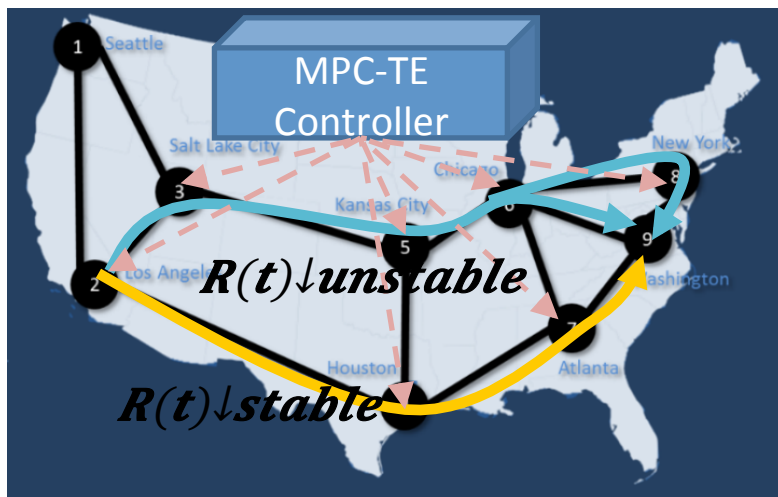 MPC-TE
Controller
1
Seattle
Salt Lake City
3
New York
Chicago
8
6
Kansas City
5
9
2
Los Angele
R(t)↓unstable
Washington
7
Houston
Atlanta
R(t)↓stable